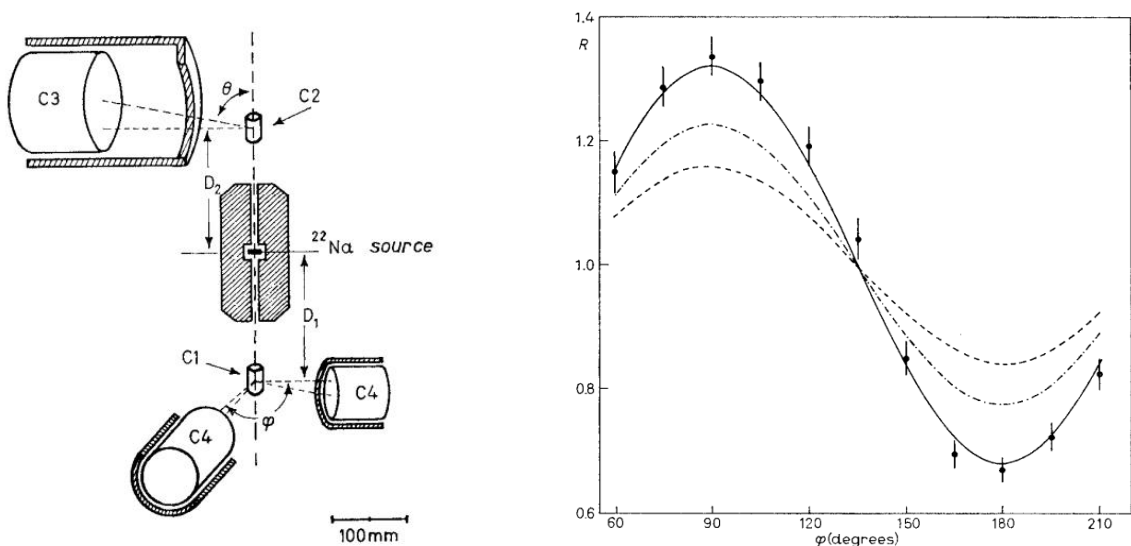 C3
θ
C2
D₂
²²Na source
D₁
C1
C4
φ
C4
100mm
1.4
R
1.2
1.0
0.8
0.6
60
90
120
150
180
210
φ(degrees)